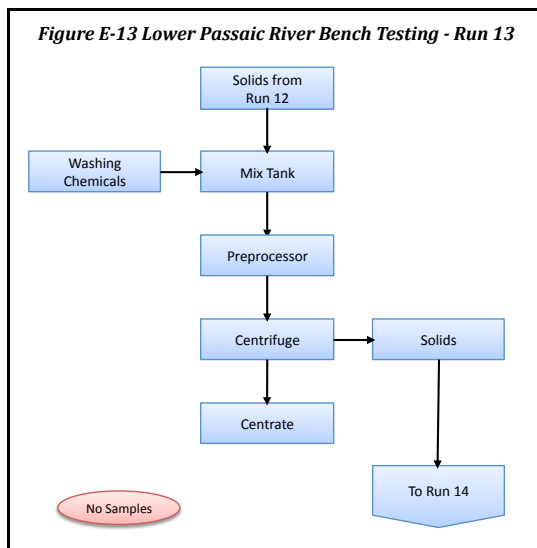 Figure E-13 Lower Passaic River Bench Testing - Run 13
Solids from
Run 12
Washing
Chemicals
Mix Tank
Preprocessor
Centrifuge
Solids
Centrate
To Run 14
No Samples